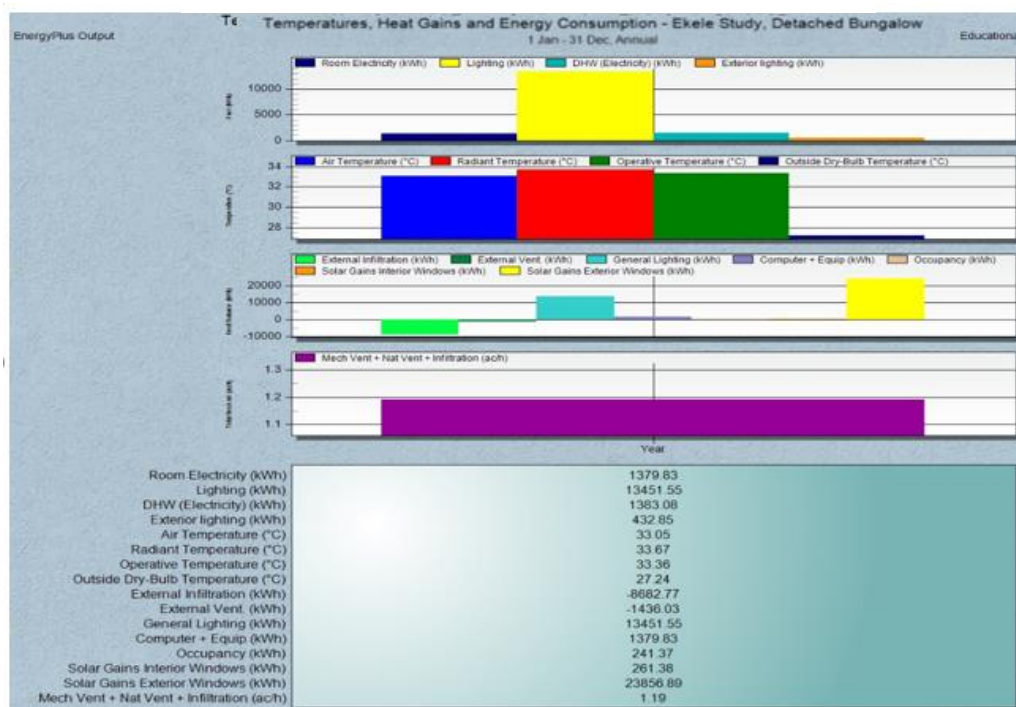 Te
Temperatures, Heat Gains and Energy Consumption - Ekele Study, Detached Bungalow
EnergyPlus Output
1 Jan - 31 Dec, Annual
Educational
Room Electricity (kWh) Lighting (kWh) DHW (Electricity) (kWh) Exterior lighting (kWh)
10000
5000
0
Air Temperature (°C) Radiant Temperature (°C) Operative Temperature (°C) Outside Dry-Bulb Temperature (°C)
34
32
30
28
Temperature (°C)
External Infiltration (kWh) External Vent. (kWh) General Lighting (kWh) Computer + Equip (kWh) Occupancy (kWh)
Solar Gains Interior Windows (kWh) Solar Gains Exterior Windows (kWh)
20000
10000
0
-10000
Mech Vent + Nat Vent + Infiltration (ac/h)
1.3
1.2
1.1
Year
Room Electricity (kWh) 1379.83
Lighting (kWh) 13451.55
DHW (Electricity) (kWh) 1383.08
Exterior lighting (kWh) 432.85
Air Temperature (°C) 33.05
Radiant Temperature (°C) 33.67
Operative Temperature (°C) 33.36
Outside Dry-Bulb Temperature (°C) 27.24
External Infiltration (kWh) -8682.77
External Vent. (kWh) -1436.03
General Lighting (kWh) 13451.55
Computer + Equip (kWh) 1379.83
Occupancy (kWh) 241.37
Solar Gains Interior Windows (kWh) 261.38
Solar Gains Exterior Windows (kWh) 23856.89
Mech Vent + Nat Vent + Infiltration (ac/h) 1.19